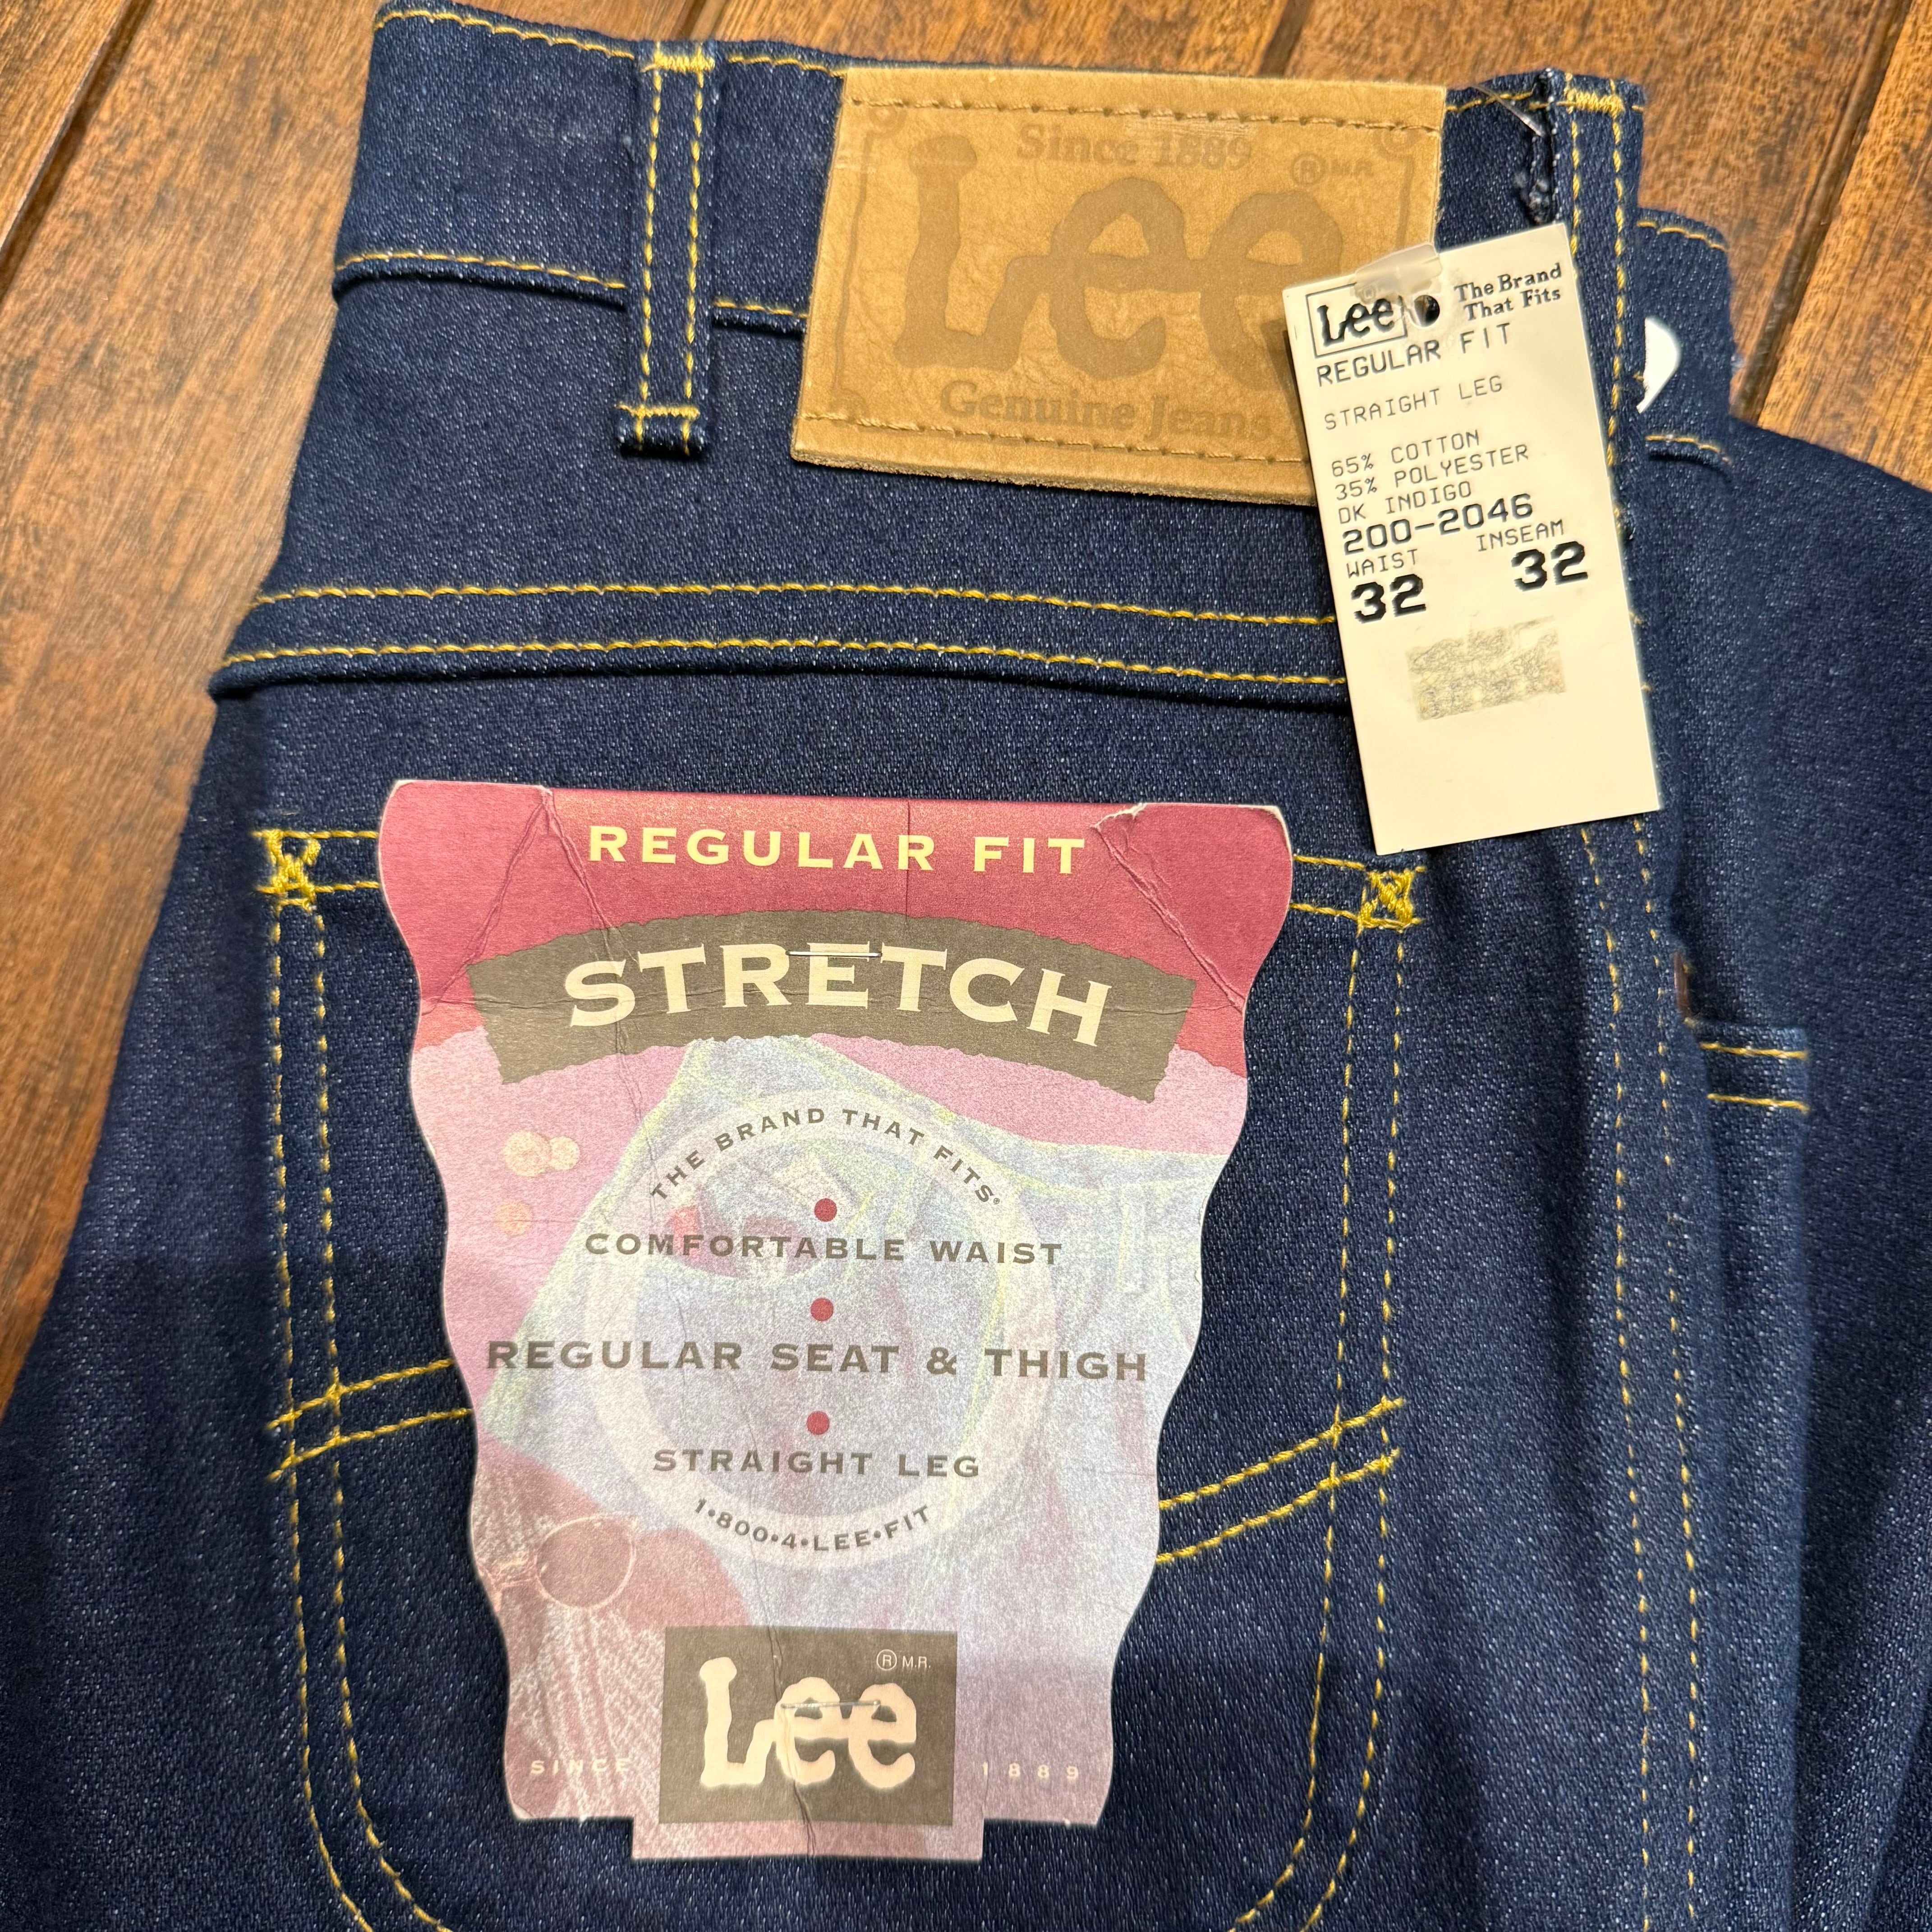 Since 1889
Lee ® M.R.
Genuine Jeans
Lee The Brand
That Fits
REGULAR FIT
STRAIGHT LEG
65% COTTON
35% POLYESTER
DK INDIGO
200-2046
WAIST INSEAM
32 32
REGULAR FIT
STRETCH
THE BRAND THAT FITS®
COMFORTABLE WAIST
REGULAR SEAT & THIGH
STRAIGHT LEG
1•800•4•LEE•FIT
® M.R.
Lee
SINCE 1889